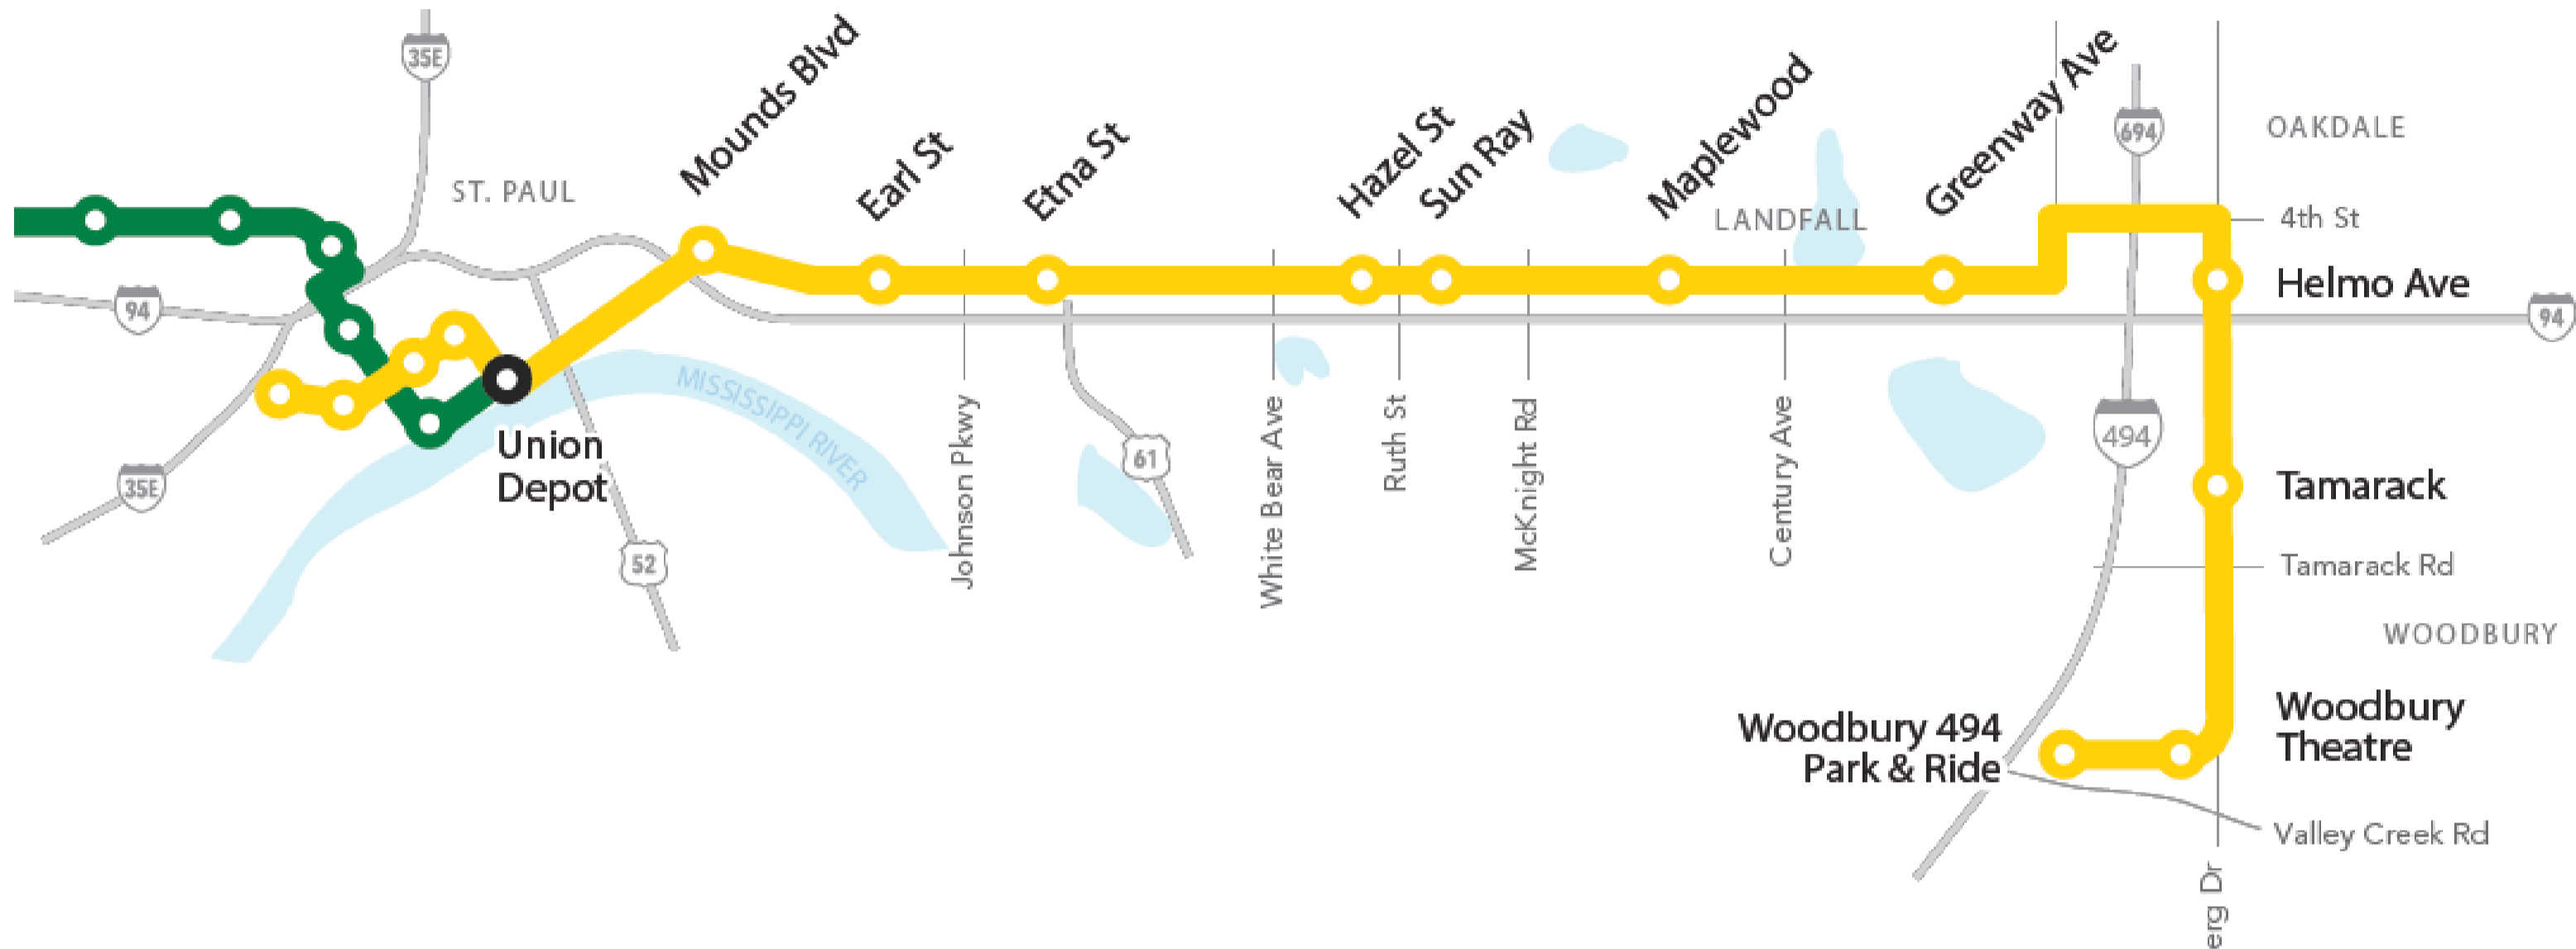 35E
Mounds Blvd
Earl St
Etna St
Hazel St
Sun Ray
Maplewood
Greenway Ave
694
OAKDALE
ST. PAUL
LANDFALL
4th St
Helmo Ave
94
94
MISSISSIPPI RIVER
Union
Depot
35E
52
Johnson Pkwy
61
White Bear Ave
Ruth St
McKnight Rd
Century Ave
494
Tamarack
Tamarack Rd
WOODBURY
Woodbury 494
Park & Ride
Woodbury
Theatre
Valley Creek Rd
erg Dr